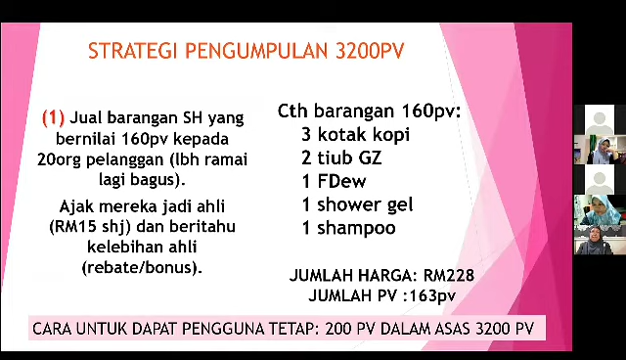 STRATEGI PENGUMPULAN 3200PV
(1) Jual barangan SH yang
bernilai 160pv kepada
20org pelanggan (lbh ramai
lagi bagus).
Ajak mereka jadi ahli
(RM15 shj) dan beritahu
kelebihan ahli
(rebate/bonus).
Cth barangan 160pv:
3 kotak kopi
2 tiub GZ
1 FDew
1 shower gel
1 shampoo
JUMLAH HARGA: RM228
JUMLAH PV :163pv
CARA UNTUK DAPAT PENGGUNA TETAP: 200 PV DALAM ASAS 3200 PV